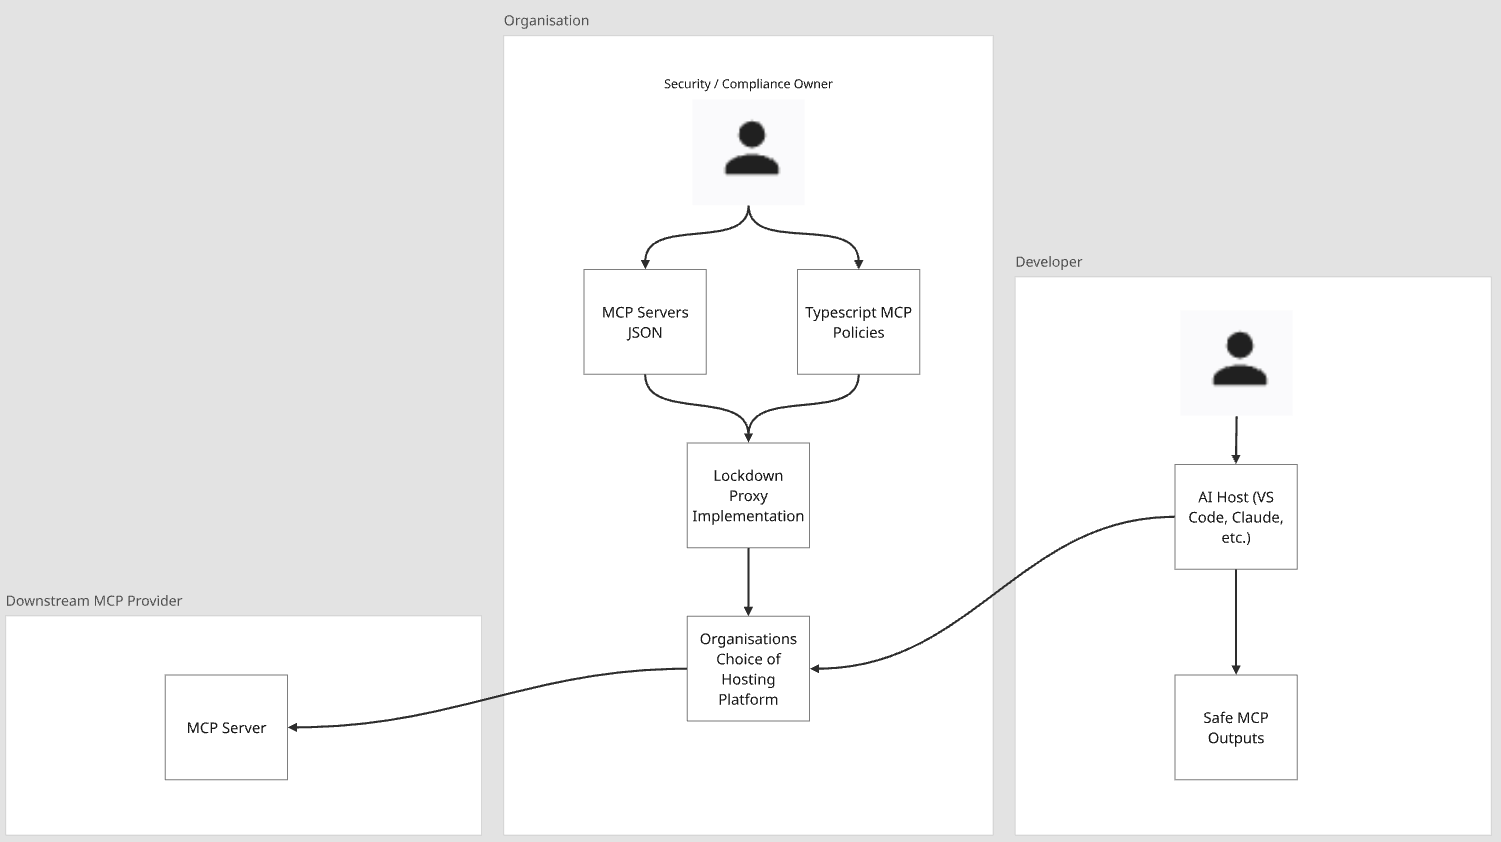 Organisation
Security / Compliance Owner
MCP Servers
JSON
Typescript MCP
Policies
Lockdown
Proxy
Implementation
Organisations
Choice of
Hosting
Platform
Developer
AI Host (VS
Code, Claude,
etc.)
Safe MCP
Outputs
Downstream MCP Provider
MCP Server